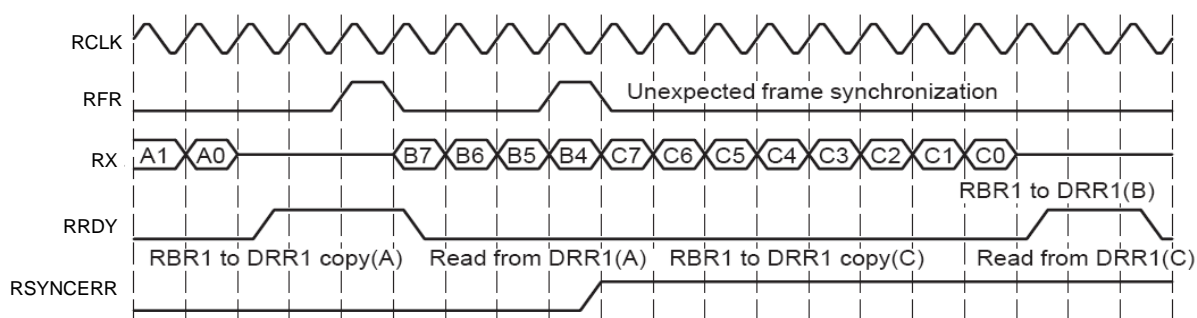 RCLK
RFR
Unexpected frame synchronization
RX A1 A0 B7 B6 B5 B4 C7 C6 C5 C4 C3 C2 C1 C0
RBR1 to DRR1(B)
RRDY
RBR1 to DRR1 copy(A) Read from DRR1(A) RBR1 to DRR1 copy(C) Read from DRR1(C)
RSYNCERR